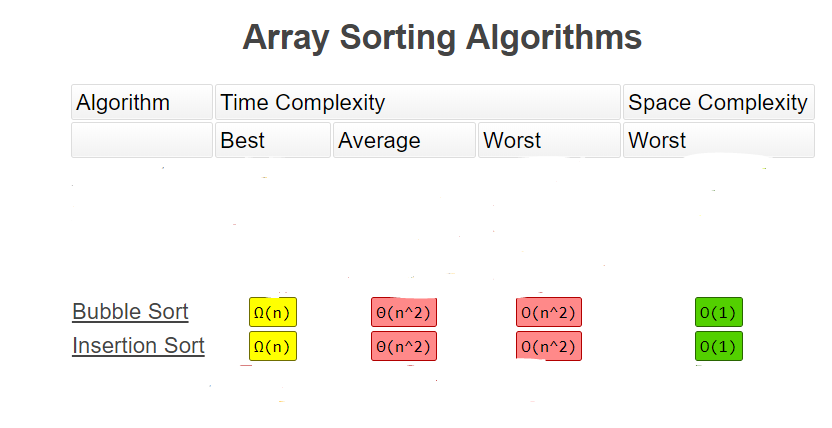 Array Sorting Algorithms
Algorithm Time Complexity Space Complexity
Best Average Worst Worst
Bubble Sort Ω(n) Θ(n^2) O(n^2) O(1)
Insertion Sort Ω(n) Θ(n^2) O(n^2) O(1)